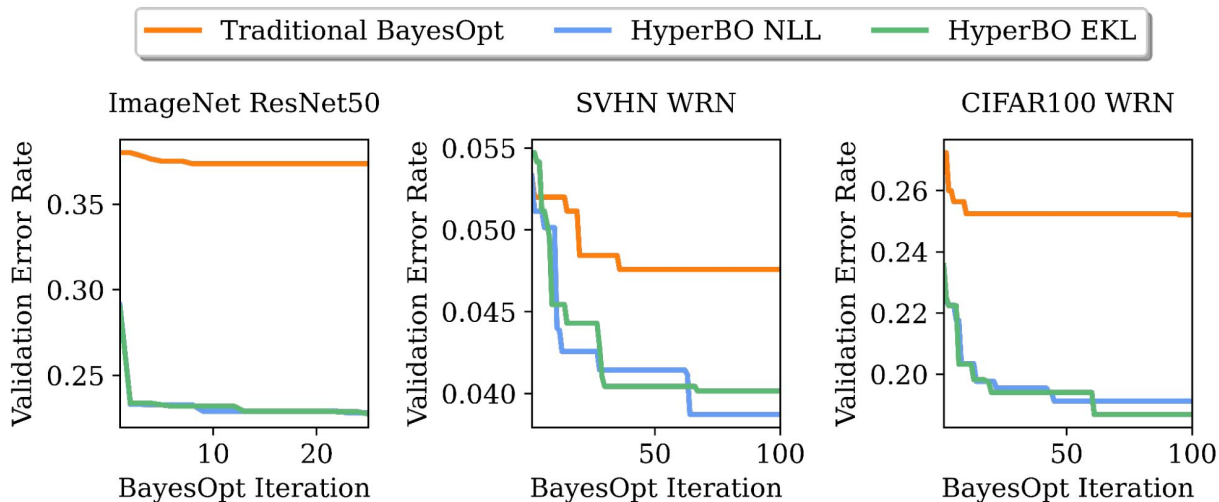 Traditional BayesOpt HyperBO NLL HyperBO EKL
ImageNet ResNet50
Validation Error Rate
0.35
0.30
0.25
10 20
BayesOpt Iteration
SVHN WRN
Validation Error Rate
0.055
0.050
0.045
0.040
50 100
BayesOpt Iteration
CIFAR100 WRN
Validation Error Rate
0.26
0.24
0.22
0.20
50 100
BayesOpt Iteration